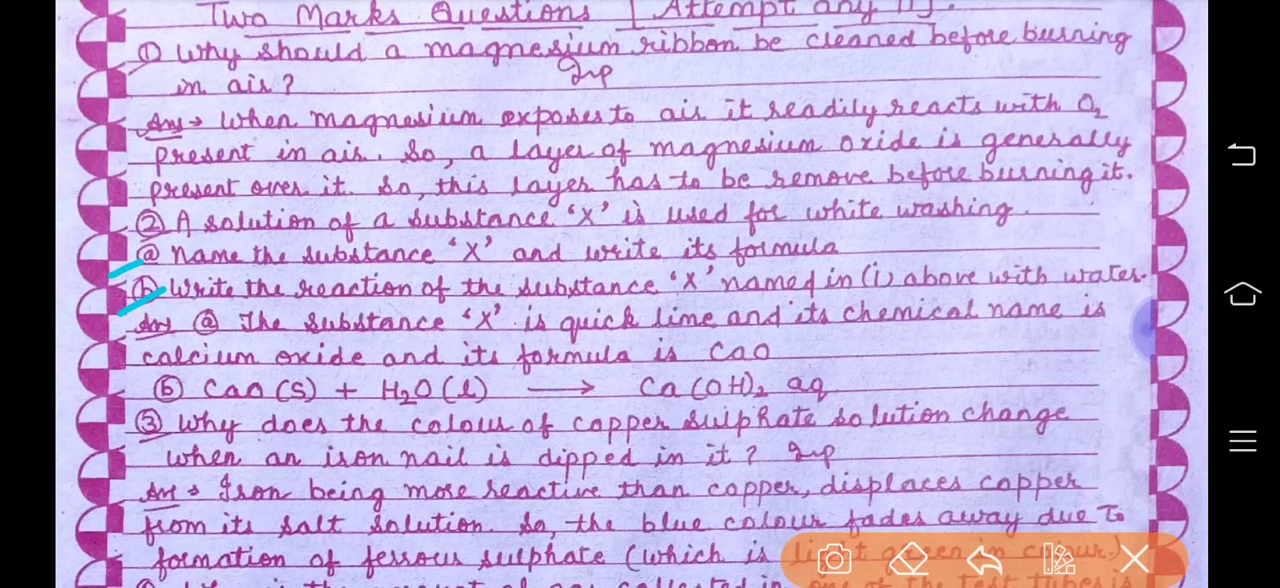 Two Marks Questions [Attempt any 11].
① Why should a magnesium ribbon be cleaned before burning
in air? Imp
Ans → When magnesium exposes to air it readily reacts with O₂
present in air. So, a layer of magnesium oxide is generally
present over it. So, this layer has to be remove before burning it.
② A solution of a substance 'X' is used for white washing.
ⓐ Name the substance 'X' and write its formula
ⓑ Write the reaction of the substance 'X' named in (i) above with water.
Ans ⓐ The substance 'X' is quick lime and its chemical name is
calcium oxide and its formula is CaO
ⓑ CaO (s) + H₂O (l) → Ca (OH)₂ aq
③ Why does the colour of copper sulphate solution change
when an iron nail is dipped in it? Imp
Ans → Iron being more reactive than copper, displaces copper
from its salt solution. So, the blue colour fades away due to
formation of ferrous sulphate (which is light green in colour.)